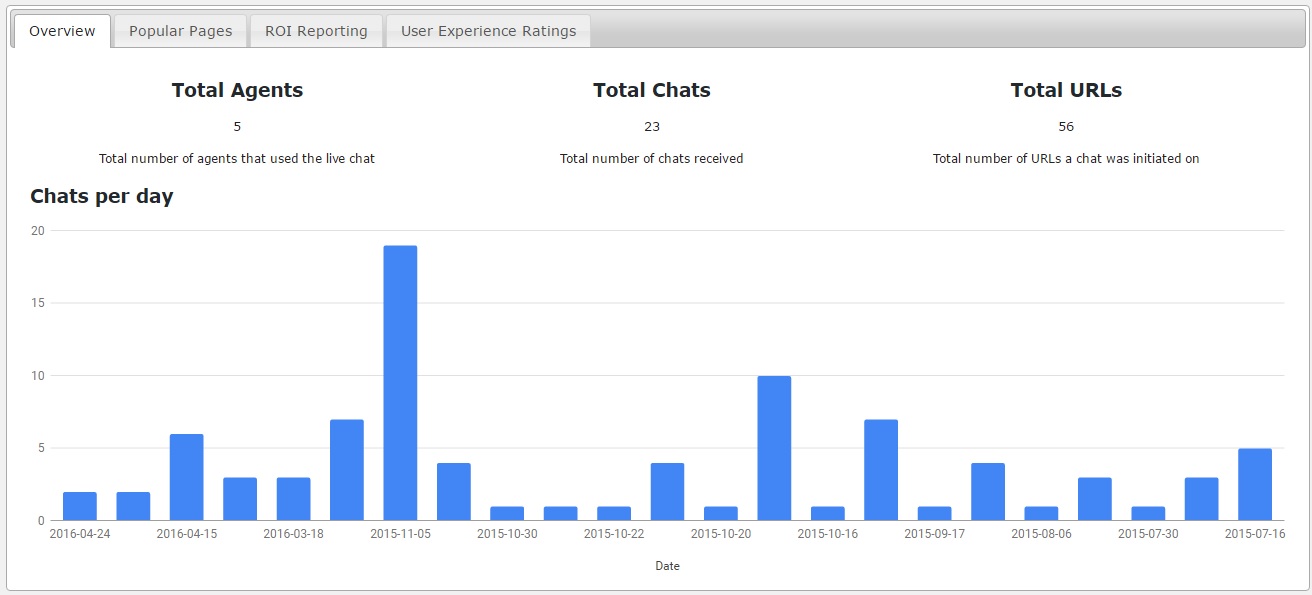 Overview Popular Pages ROI Reporting User Experience Ratings
Total Agents Total Chats Total URLs
5 23 56
Total number of agents that used the live chat Total number of chats received Total number of URLs a chat was initiated on
Chats per day
20
15
10
5
0
2016-04-24 2016-04-15 2016-03-18 2015-11-05 2015-10-30 2015-10-22 2015-10-20 2015-10-16 2015-09-17 2015-08-06 2015-07-30 2015-07-16
Date